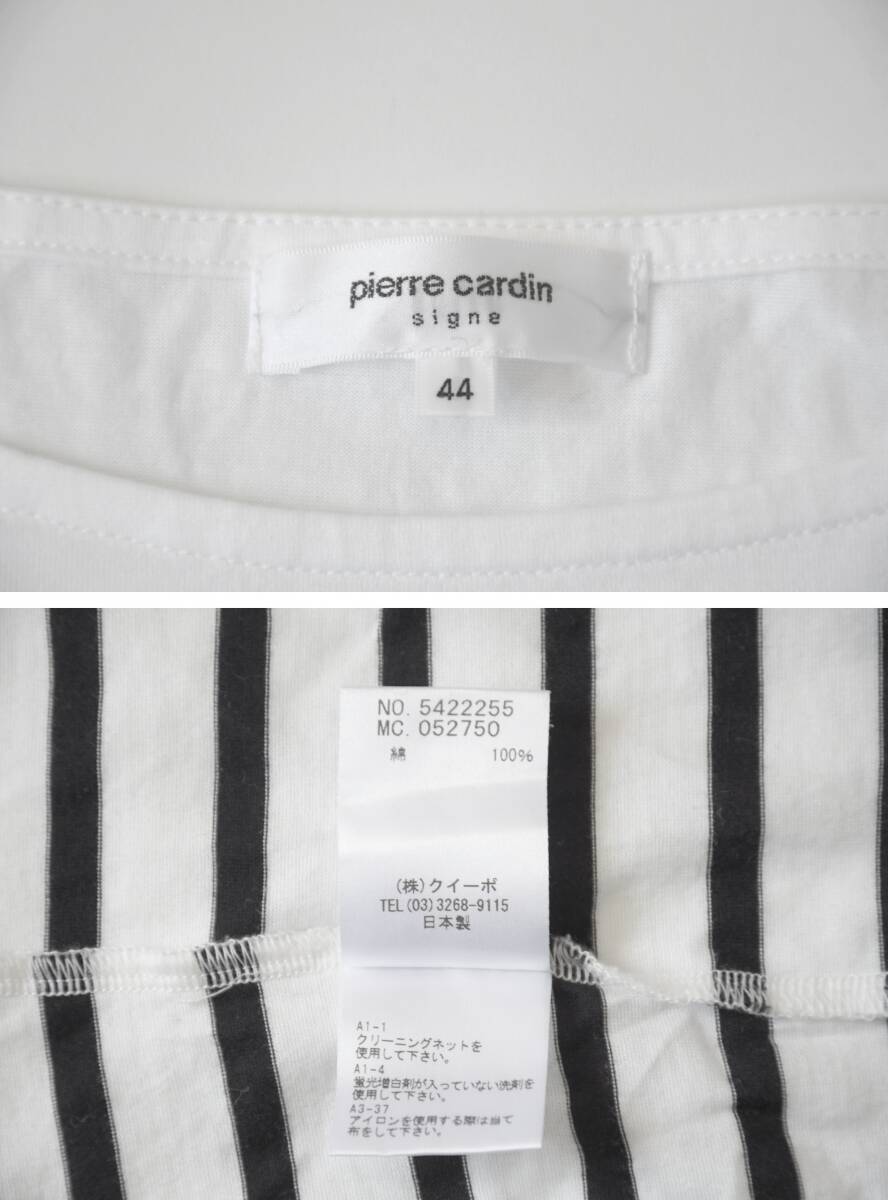 pierre cardin
signe
44
NO. 5422255
MC. 052750
綿 100%
(株)クイーポ
TEL(03)3268-9115
日本製
A1-1
クリーニングネットを
使用して下さい。
A1-4
蛍光増白剤が入っていない洗剤を
使用して下さい。
A3-37
アイロンを使用する際は当て
布をして下さい。